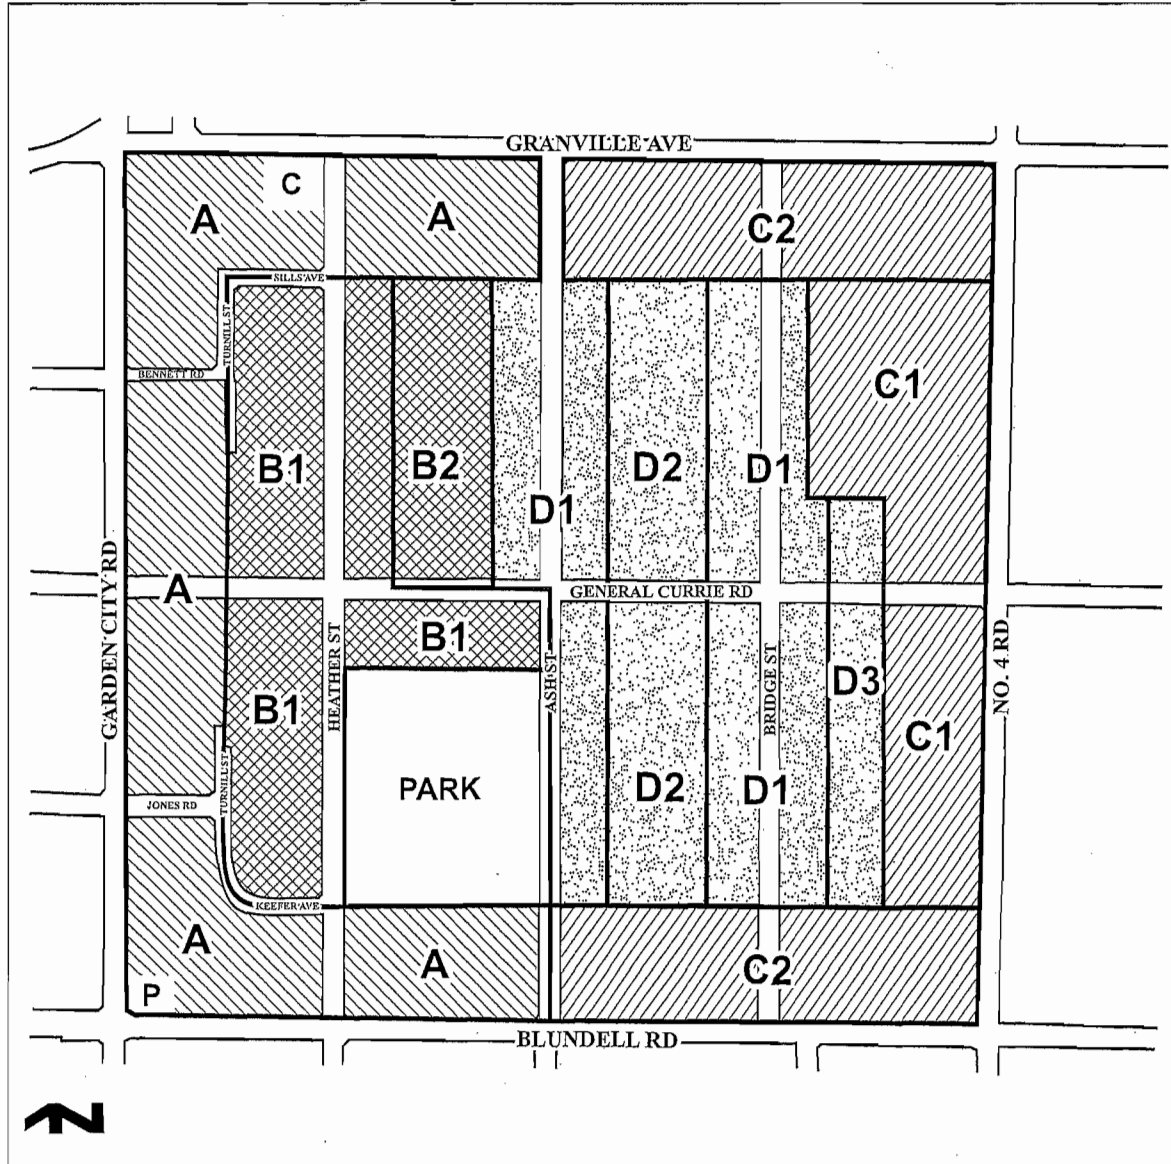 GRANVILLE AVE
C
A
A
C2
SILLS AVE
TURNILL ST
BENNETT RD
C1
B1
B2
D2
D1
D1
GARDEN CITY RD
A
GENERAL CURRIE RD
B1
HEATHER ST
ASH ST
BRIDGE ST
NO. 4 RD
D3
B1
C1
TURNILL ST
JONES RD
PARK
D2
D1
KEEFER AVE
A
A
C2
P
BLUNDELL RD
N